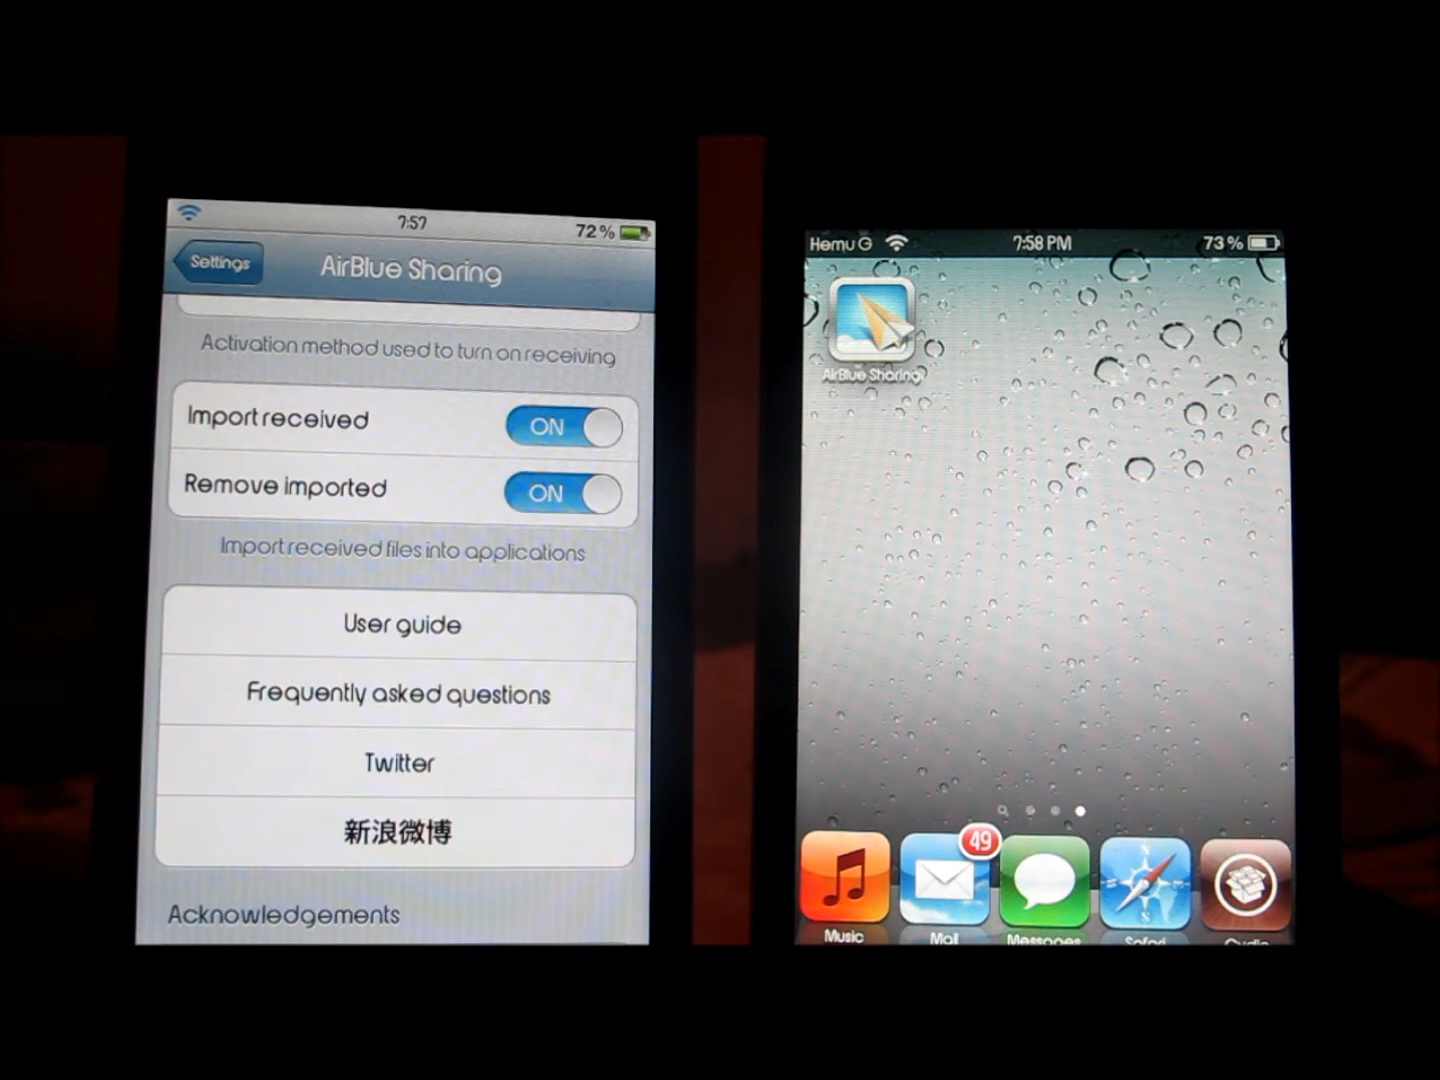 7:57
72%
Settings
AirBlue Sharing
Activation method used to turn on receiving
Import received
ON
Remove imported
ON
Import received files into applications
User guide
Frequently asked questions
Twitter
新浪微博
Acknowledgements
Hemu G
7:58 PM
73%
AirBlue Sharing
49
Music
Mail
Messages
Safari
Cydia